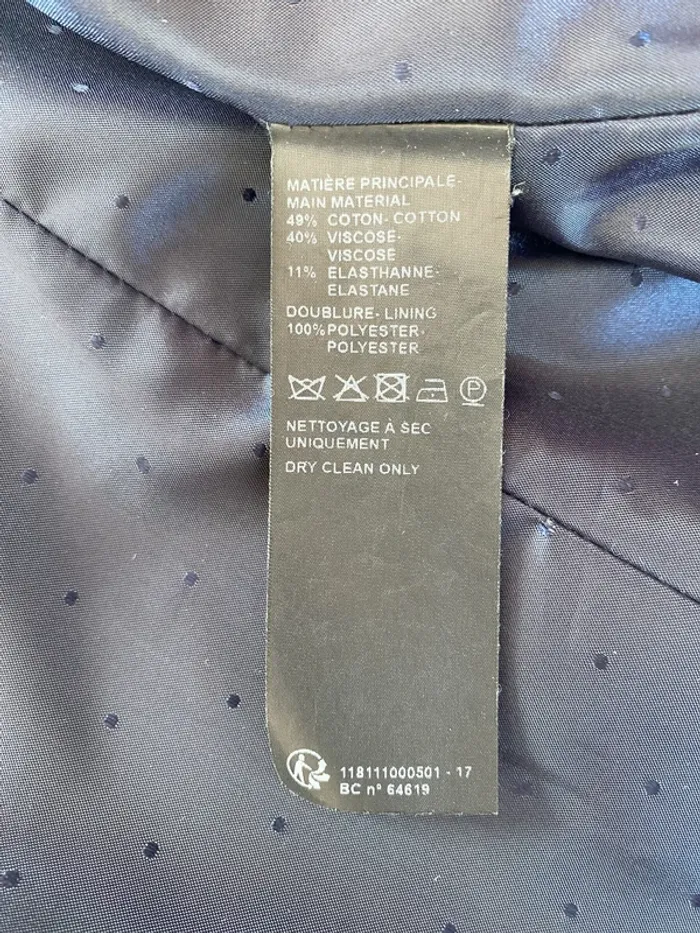 MATIÈRE PRINCIPALE-
MAIN MATERIAL
49% COTON- COTTON
40% VISCOSE-
VISCOSE
11% ELASTHANNE-
ELASTANE
DOUBLURE- LINING
100% POLYESTER-
POLYESTER
P
NETTOYAGE À SEC
UNIQUEMENT
DRY CLEAN ONLY
118111000501 - 17
BC nº 64619